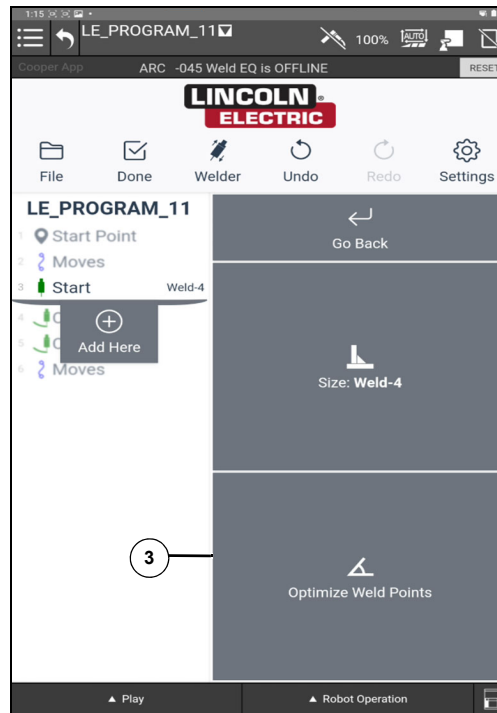 1:15
LE_PROGRAM_11
100%
AUTO
Cooper App
ARC -045 Weld EQ is OFFLINE
RESET
LINCOLN
ELECTRIC
File
Done
Welder
Undo
Redo
Settings
LE_PROGRAM_11
1 Start Point
2 Moves
3 Start Weld-4
4 C
5 C
Add Here
6 Moves
Go Back
Size: Weld-4
3
Optimize Weld Points
Play
Robot Operation